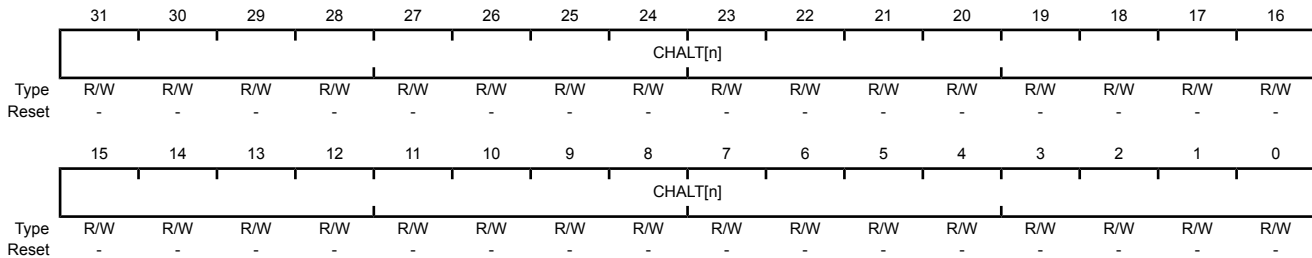 31 30 29 28 27 26 25 24 23 22 21 20 19 18 17 16
CHALT[n]
Type R/W R/W R/W R/W R/W R/W R/W R/W R/W R/W R/W R/W R/W R/W R/W R/W
Reset - - - - - - - - - - - - - - - -
15 14 13 12 11 10 9 8 7 6 5 4 3 2 1 0
CHALT[n]
Type R/W R/W R/W R/W R/W R/W R/W R/W R/W R/W R/W R/W R/W R/W R/W R/W
Reset - - - - - - - - - - - - - - - -